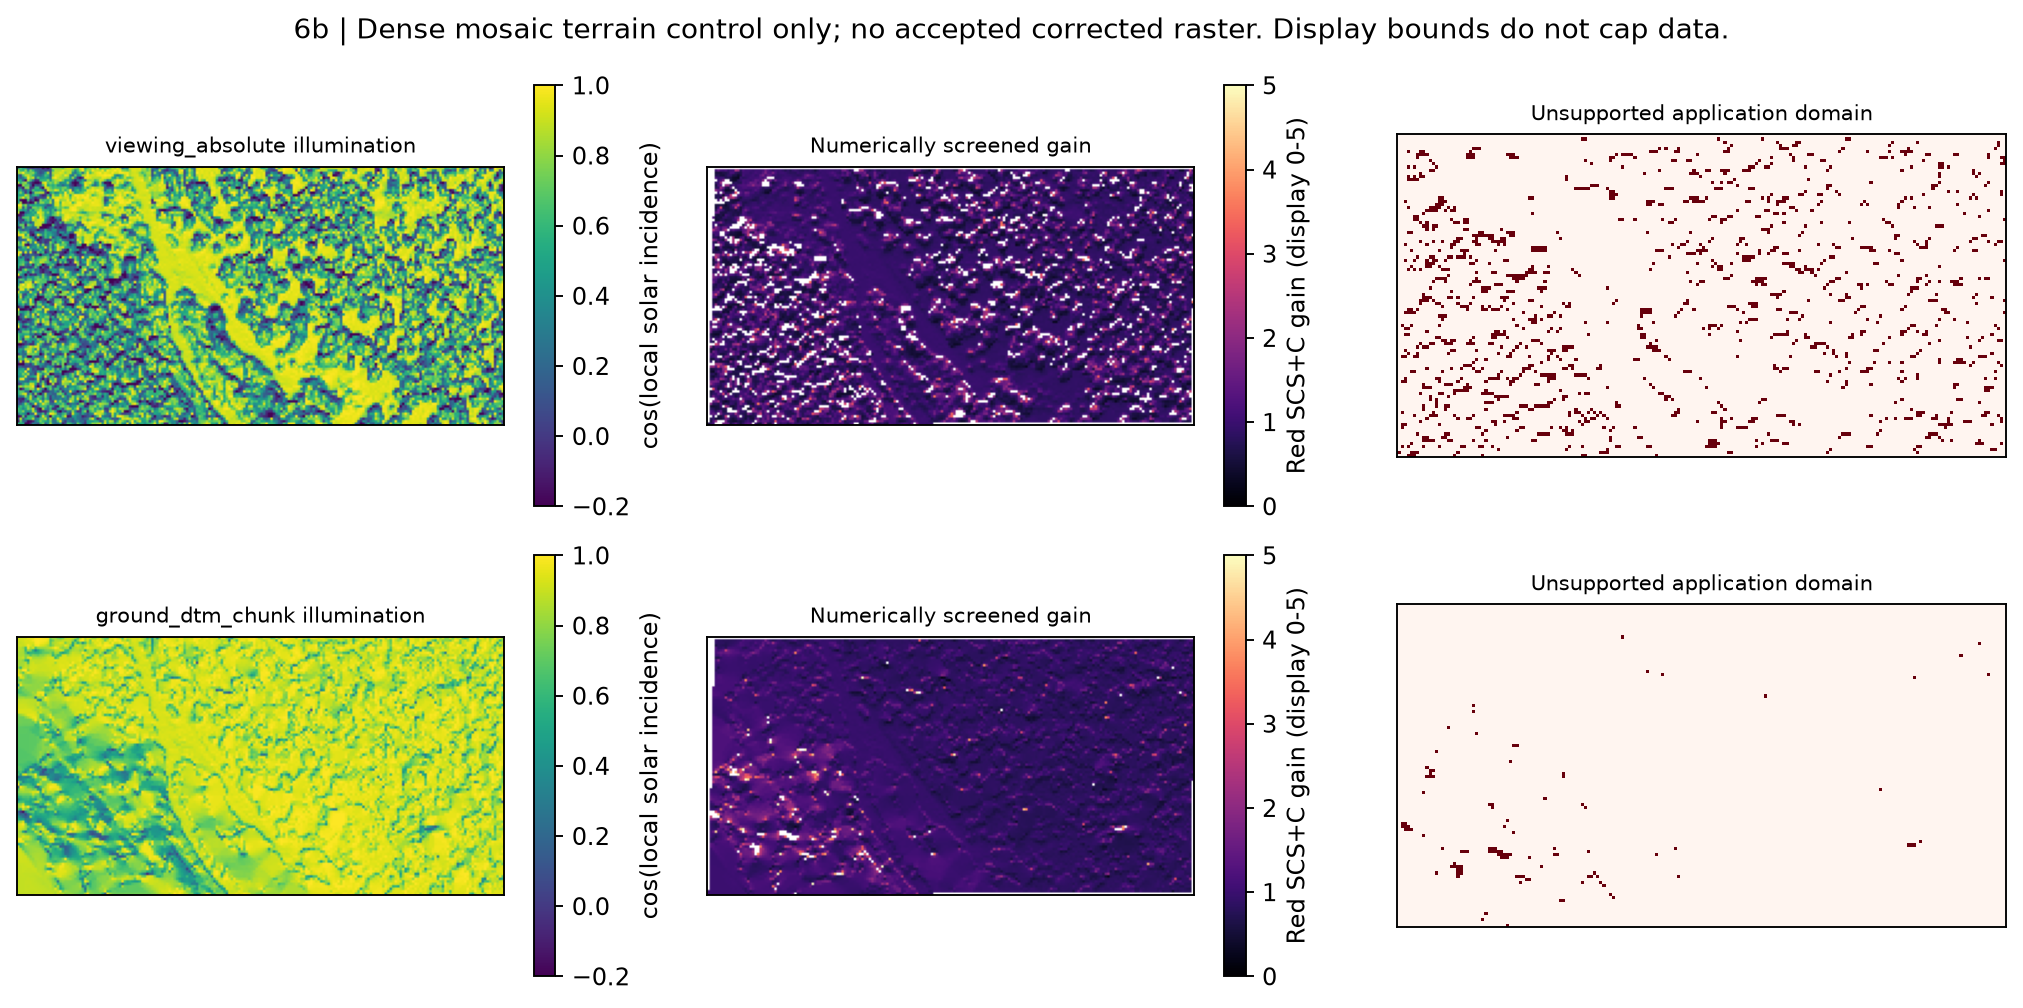 6b | Dense mosaic terrain control only; no accepted corrected raster. Display bounds do not cap data.
viewing_absolute illumination
1.0
0.8
0.6
0.4
0.2
0.0
−0.2
cos(local solar incidence)
Numerically screened gain
5
4
3
2
1
0
Red SCS+C gain (display 0-5)
Unsupported application domain
ground_dtm_chunk illumination
1.0
0.8
0.6
0.4
0.2
0.0
−0.2
cos(local solar incidence)
Numerically screened gain
5
4
3
2
1
0
Red SCS+C gain (display 0-5)
Unsupported application domain